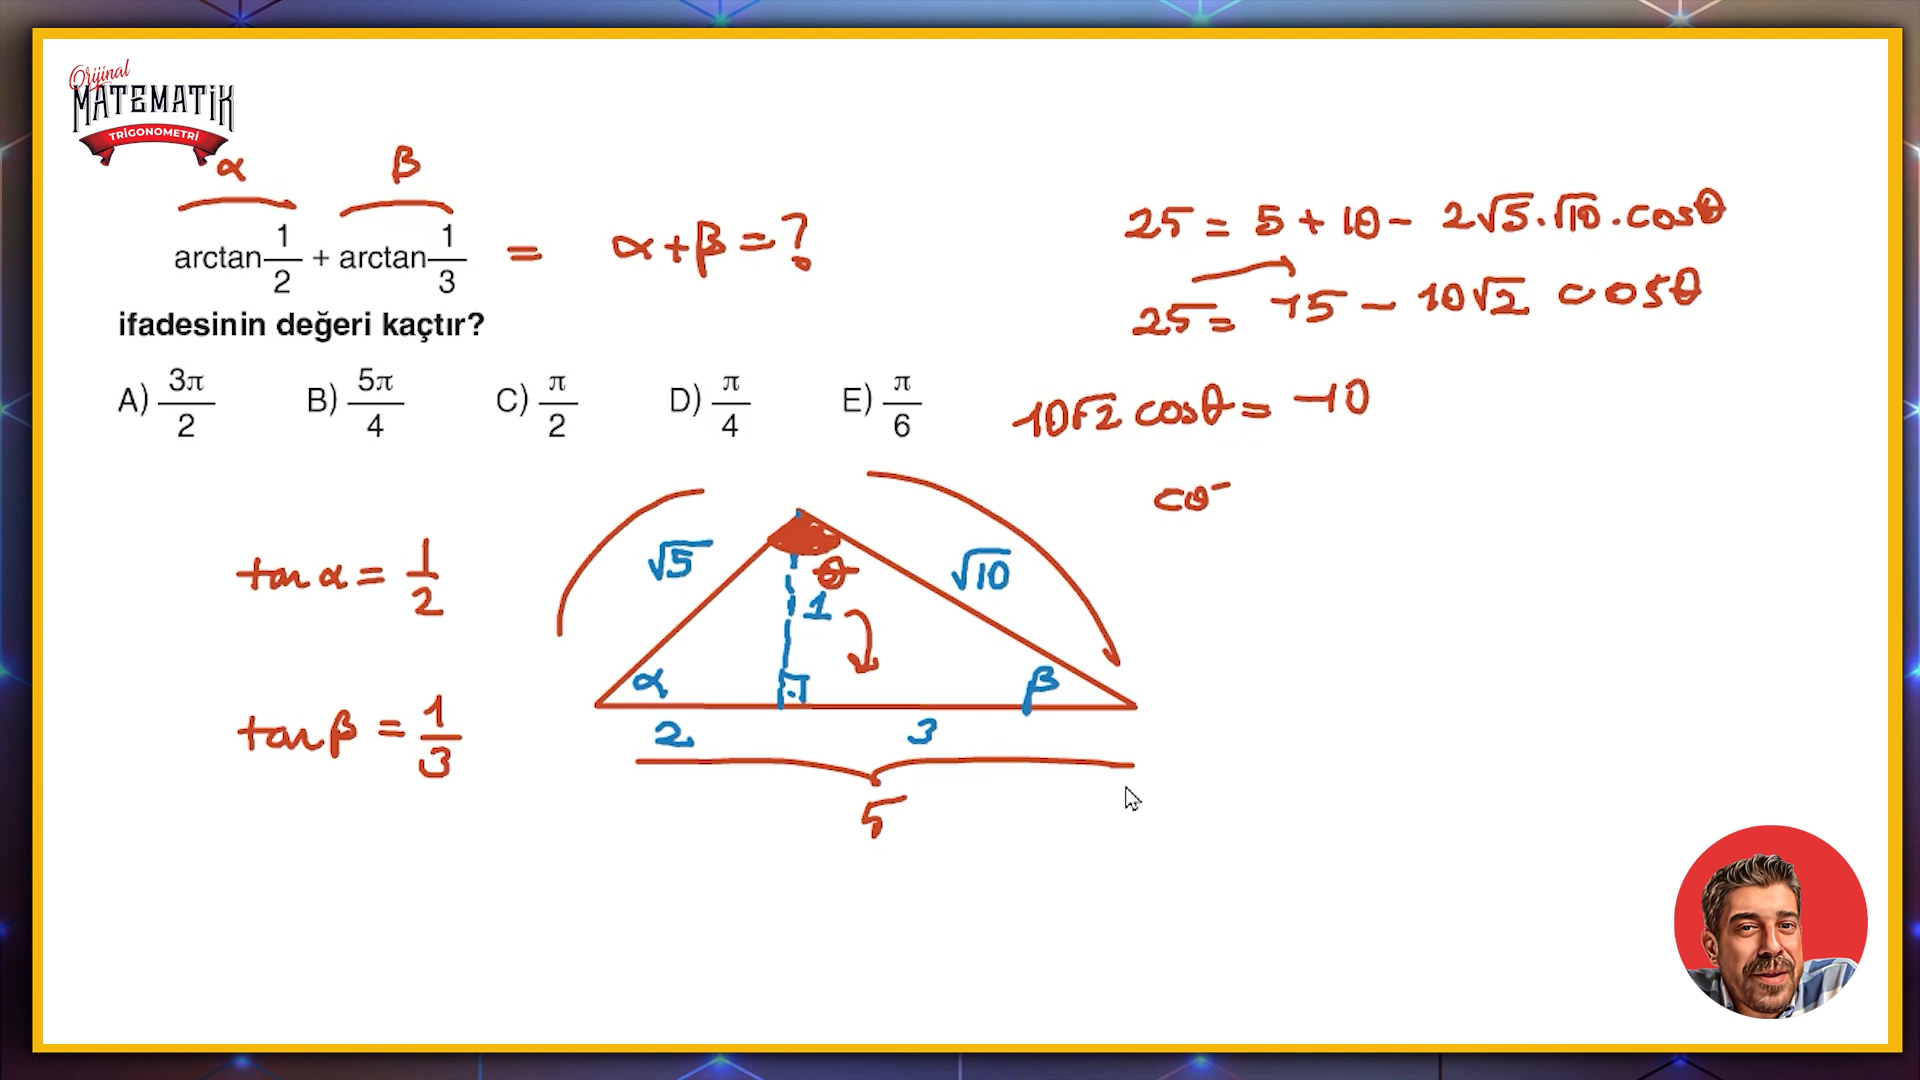 Orijinal
MATEMATİK
TRİGONOMETRİ
α β
arctan 1/2 + arctan 1/3 = α + β = ?
ifadesinin değeri kaçtır?
A) 3π/2 B) 5π/4 C) π/2 D) π/4 E) π/6
tan α = 1/2
tan β = 1/3
√5 θ √10
1
α β
2 3
5
25 = 5 + 10 - 2√5.√10.cosθ
25 = 15 - 10√2 cosθ
10√2 cosθ = -10
cos